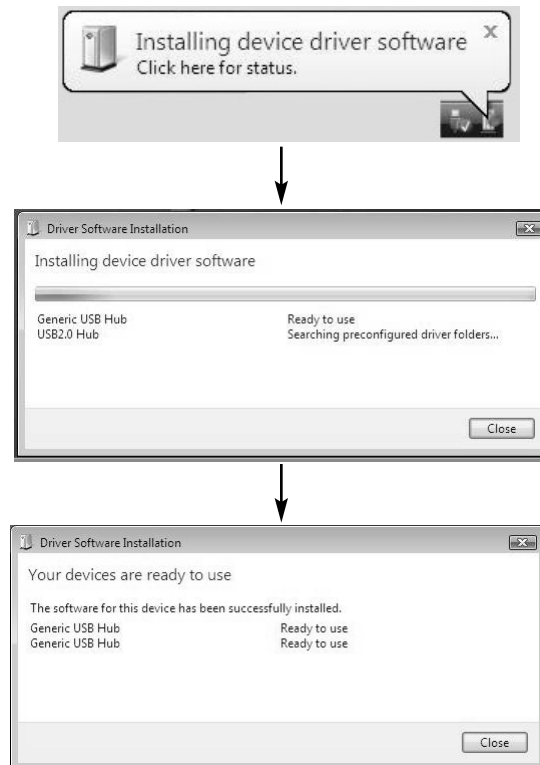 Installing device driver software
Click here for status.
Driver Software Installation
Installing device driver software
Generic USB Hub Ready to use
USB2.0 Hub Searching preconfigured driver folders...
Close
Driver Software Installation
Your devices are ready to use
The software for this device has been successfully installed.
Generic USB Hub Ready to use
Generic USB Hub Ready to use
Close